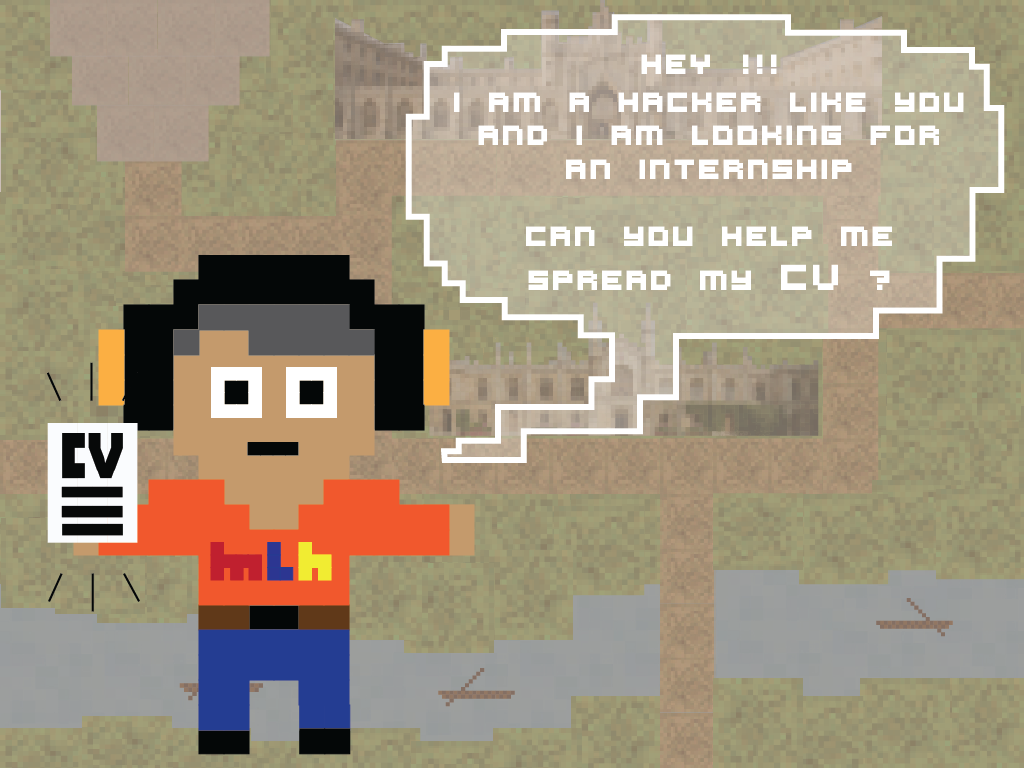 HEY !!!
I AM A HACKER LIKE YOU
AND I AM LOOKING FOR
AN INTERNSHIP
CAN YOU HELP ME
SPREAD MY CV ?
CV
MLH